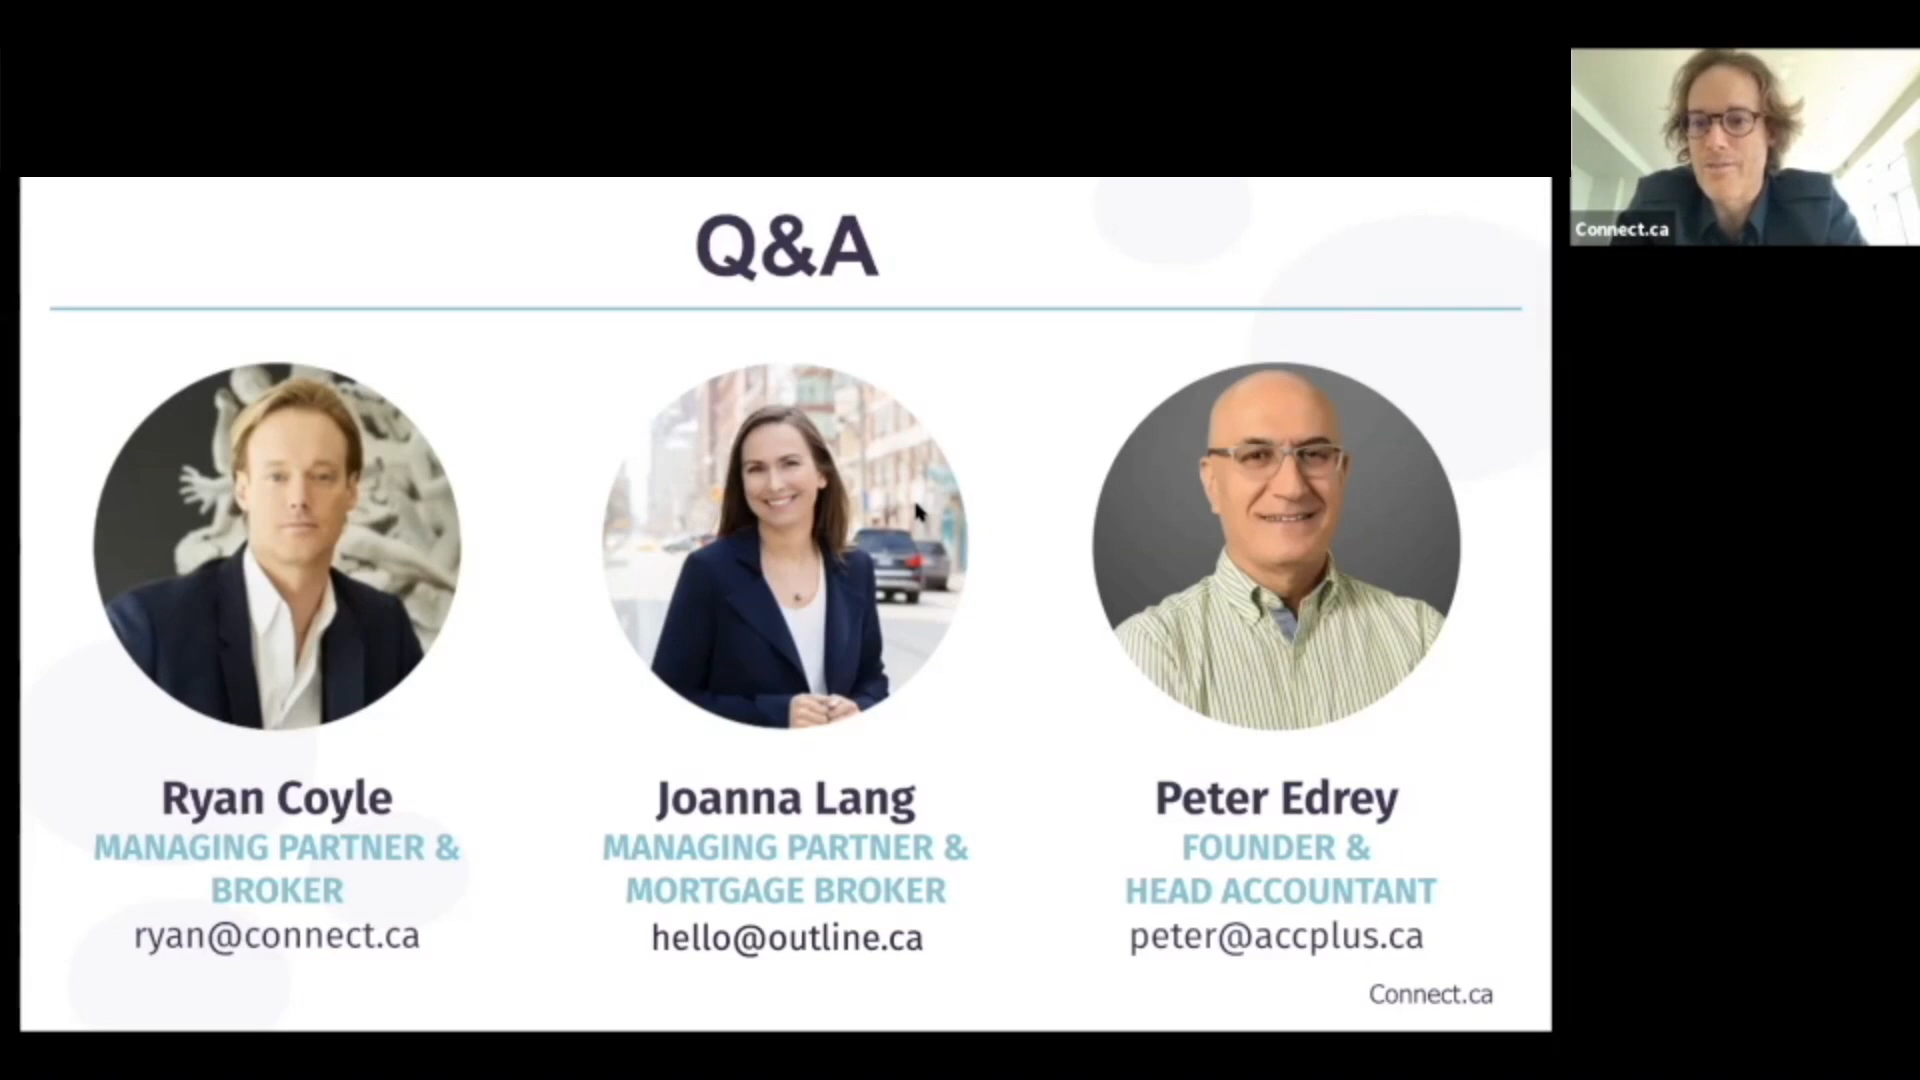 Q&A
Connect.ca
Ryan Coyle
MANAGING PARTNER &
BROKER
ryan@connect.ca
Joanna Lang
MANAGING PARTNER &
MORTGAGE BROKER
hello@outline.ca
Peter Edrey
FOUNDER &
HEAD ACCOUNTANT
peter@accplus.ca
Connect.ca